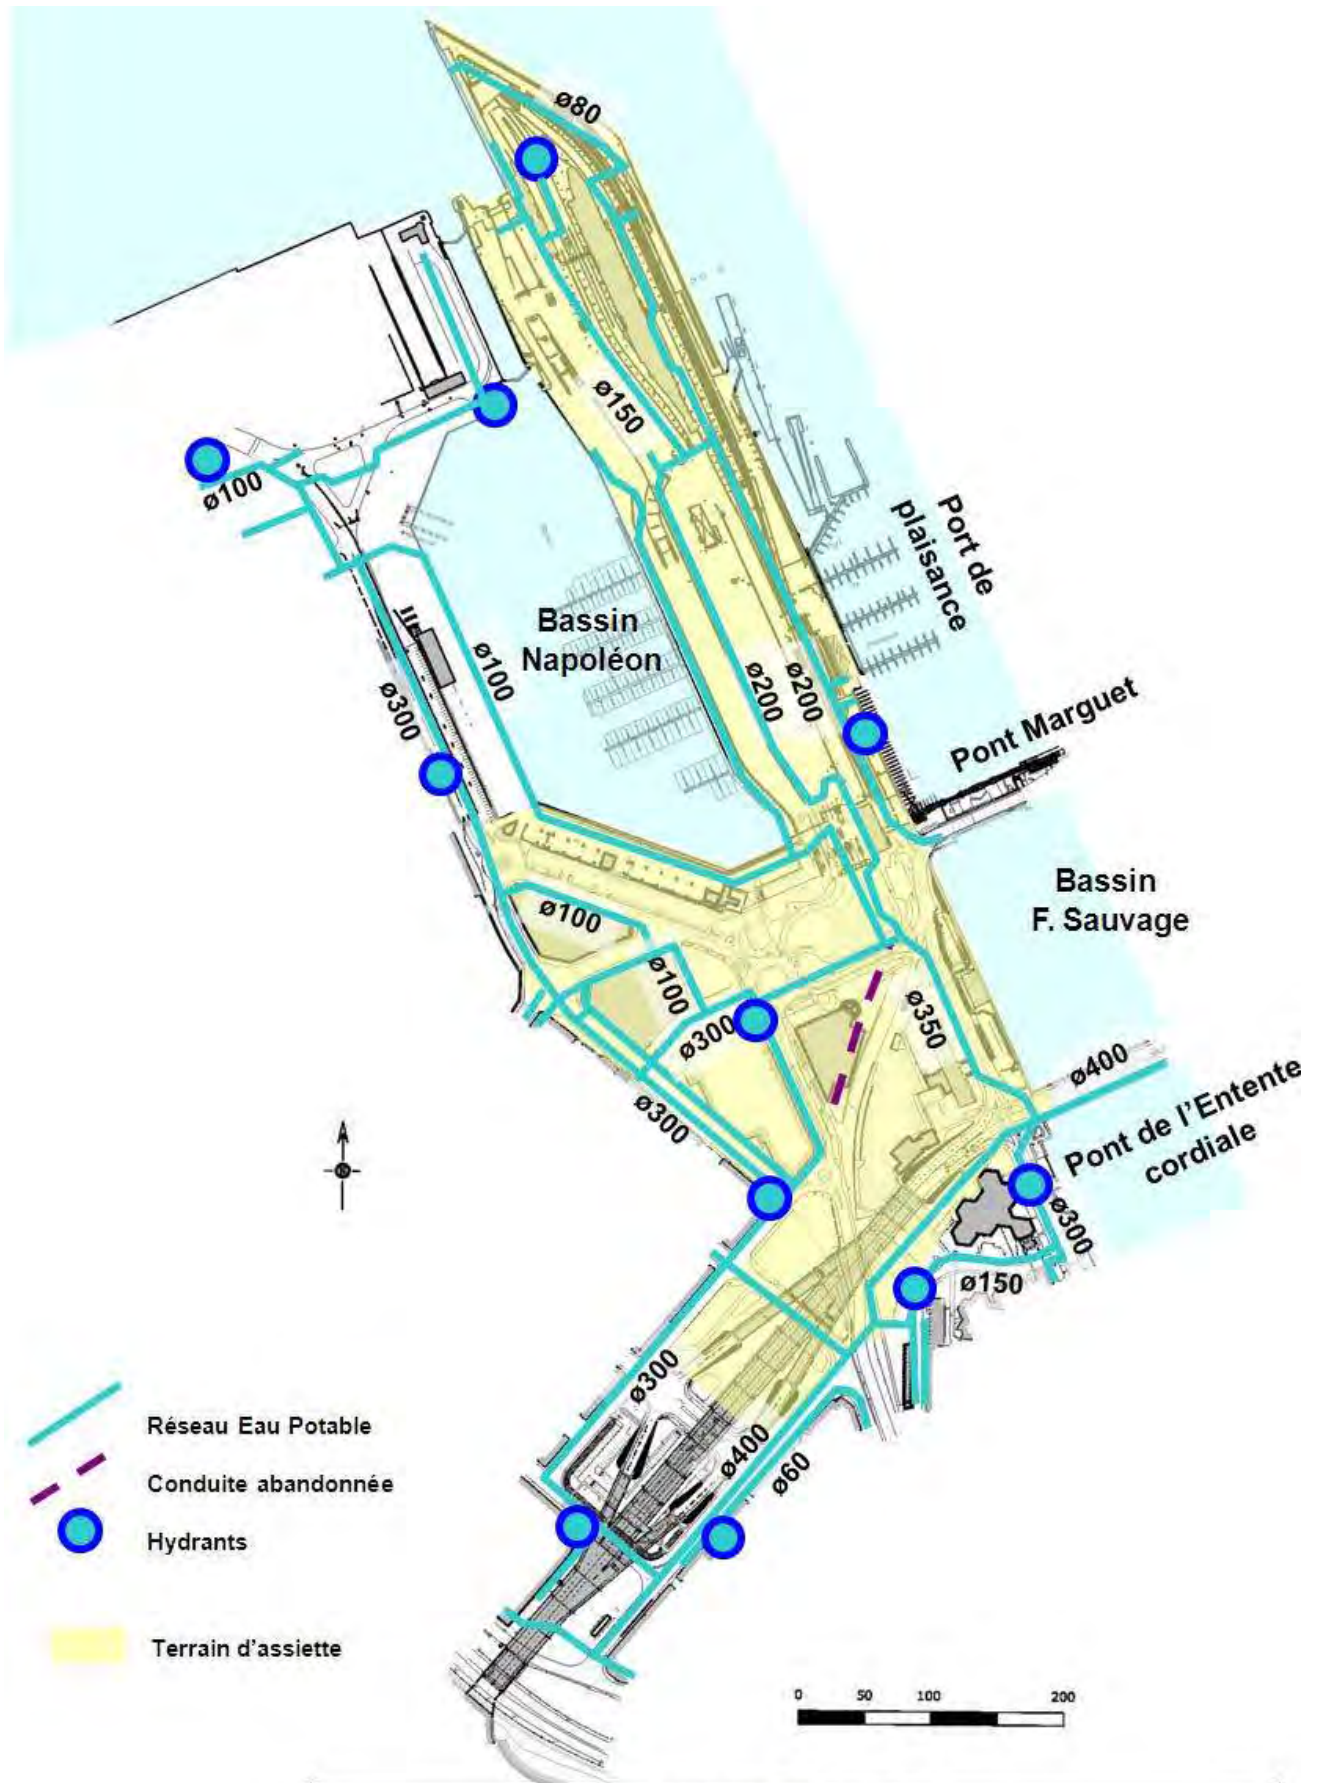 ø80
ø150
ø100
Port de
plaisance
Bassin
Napoléon
ø100
ø200
ø200
ø300
Pont Marguet
Bassin
F. Sauvage
ø100
ø100
ø300
ø350
ø400
ø300
Pont de l'Entente
cordiale
ø300
ø150
ø300
ø400
ø60
Réseau Eau Potable
Conduite abandonnée
Hydrants
Terrain d'assiette
0 50 100 200